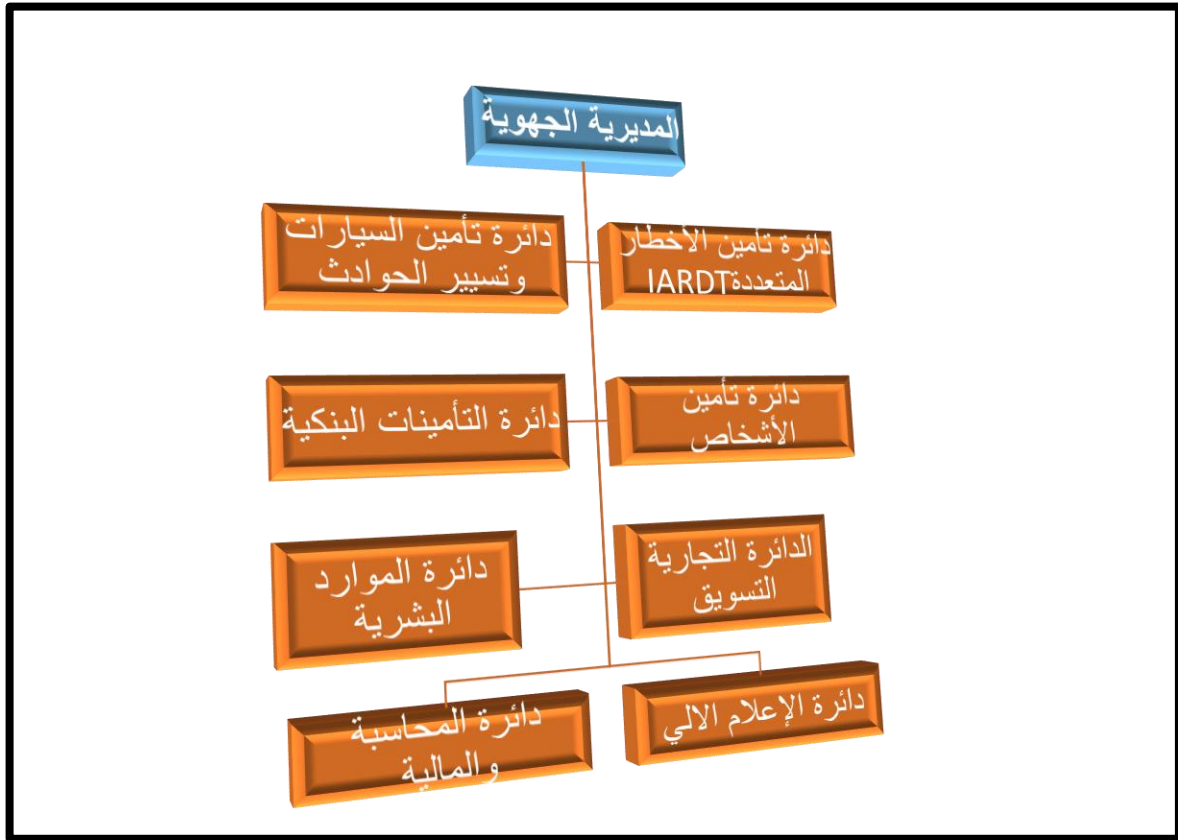 المديرية الجهوية
دائرة تأمين الأخطار
المتعددةIARDT
دائرة تأمين السيارات
وتسيير الحوادث
دائرة تأمين
الأشخاص
دائرة التأمينات البنكية
الدائرة التجارية
التسويق
دائرة الموارد
البشرية
دائرة الإعلام الالي
دائرة المحاسبة
والمالية